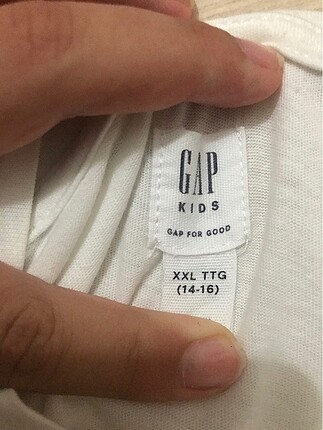 GAP
KIDS
GAP FOR GOOD
XXL TTG
(14-16)